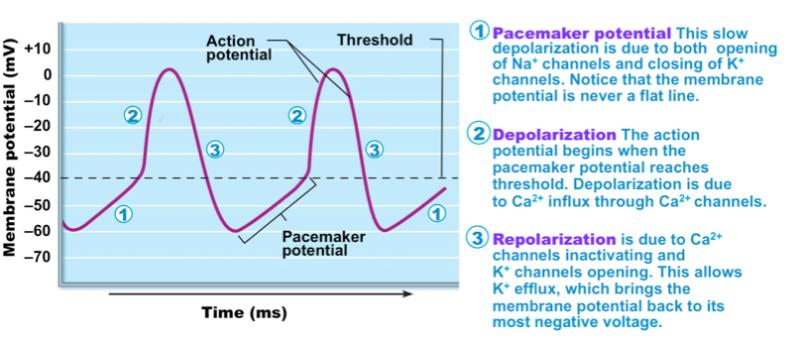 Membrane potential (mV)
+10
0
−10
−20
−30
−40
−50
−60
−70
Action
potential
Threshold
2
2
3
3
1
1
Pacemaker
potential
Time (ms)
1 Pacemaker potential This slow
depolarization is due to both opening
of Na⁺ channels and closing of K⁺
channels. Notice that the membrane
potential is never a flat line.
2 Depolarization The action
potential begins when the
pacemaker potential reaches
threshold. Depolarization is due
to Ca²⁺ influx through Ca²⁺ channels.
3 Repolarization is due to Ca²⁺
channels inactivating and
K⁺ channels opening. This allows
K⁺ efflux, which brings the
membrane potential back to its
most negative voltage.